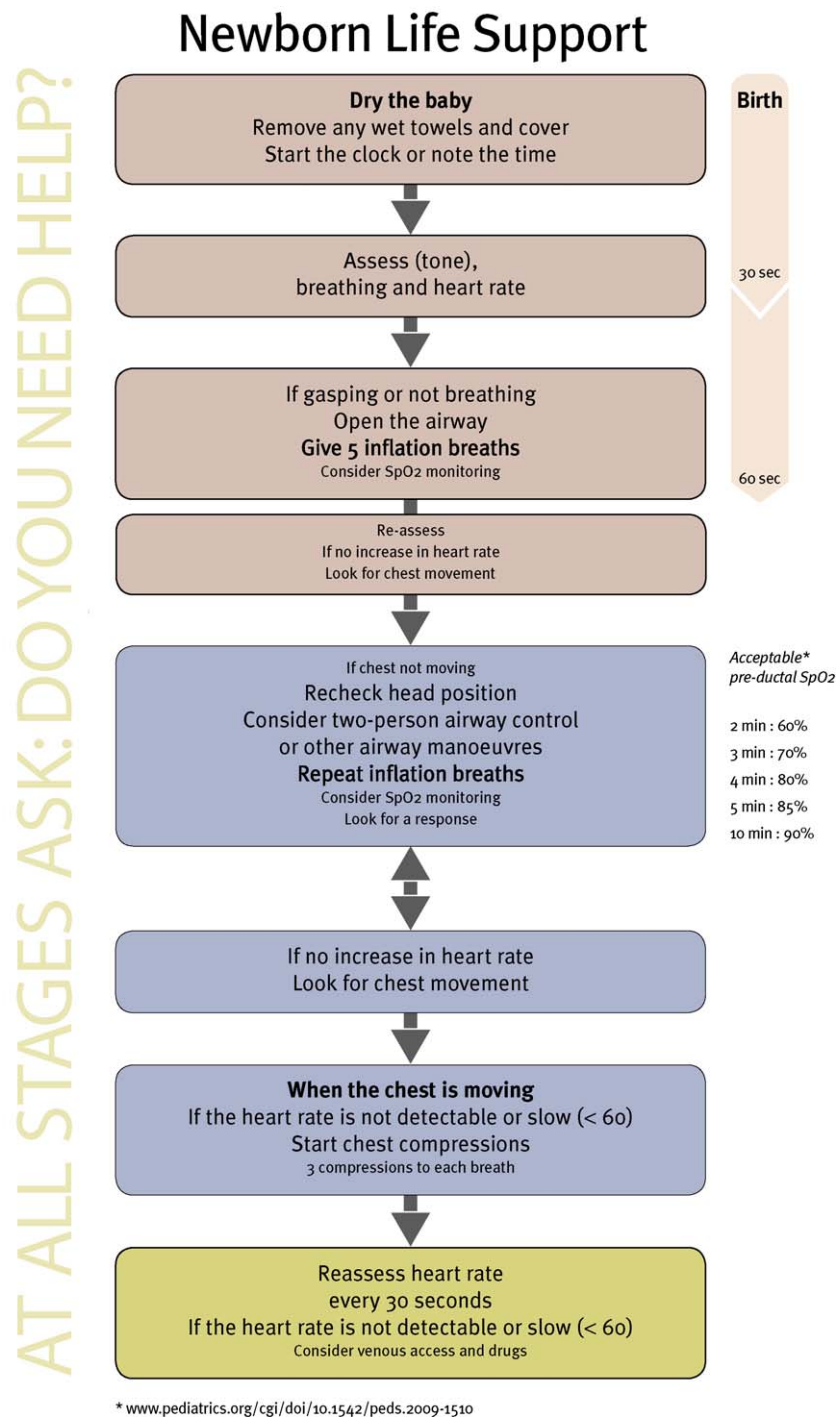 Newborn Life Support
AT ALL STAGES ASK: DO YOU NEED HELP?
Dry the baby
Remove any wet towels and cover
Start the clock or note the time
Birth
Assess (tone),
breathing and heart rate
30 sec
If gasping or not breathing
Open the airway
Give 5 inflation breaths
Consider SpO2 monitoring
60 sec
Re-assess
If no increase in heart rate
Look for chest movement
If chest not moving
Recheck head position
Consider two-person airway control
or other airway manoeuvres
Repeat inflation breaths
Consider SpO2 monitoring
Look for a response
Acceptable*
pre-ductal SpO2
2 min : 60%
3 min : 70%
4 min : 80%
5 min : 85%
10 min : 90%
If no increase in heart rate
Look for chest movement
When the chest is moving
If the heart rate is not detectable or slow (< 60)
Start chest compressions
3 compressions to each breath
Reassess heart rate
every 30 seconds
If the heart rate is not detectable or slow (< 60)
Consider venous access and drugs
* www.pediatrics.org/cgi/doi/10.1542/peds.2009-1510